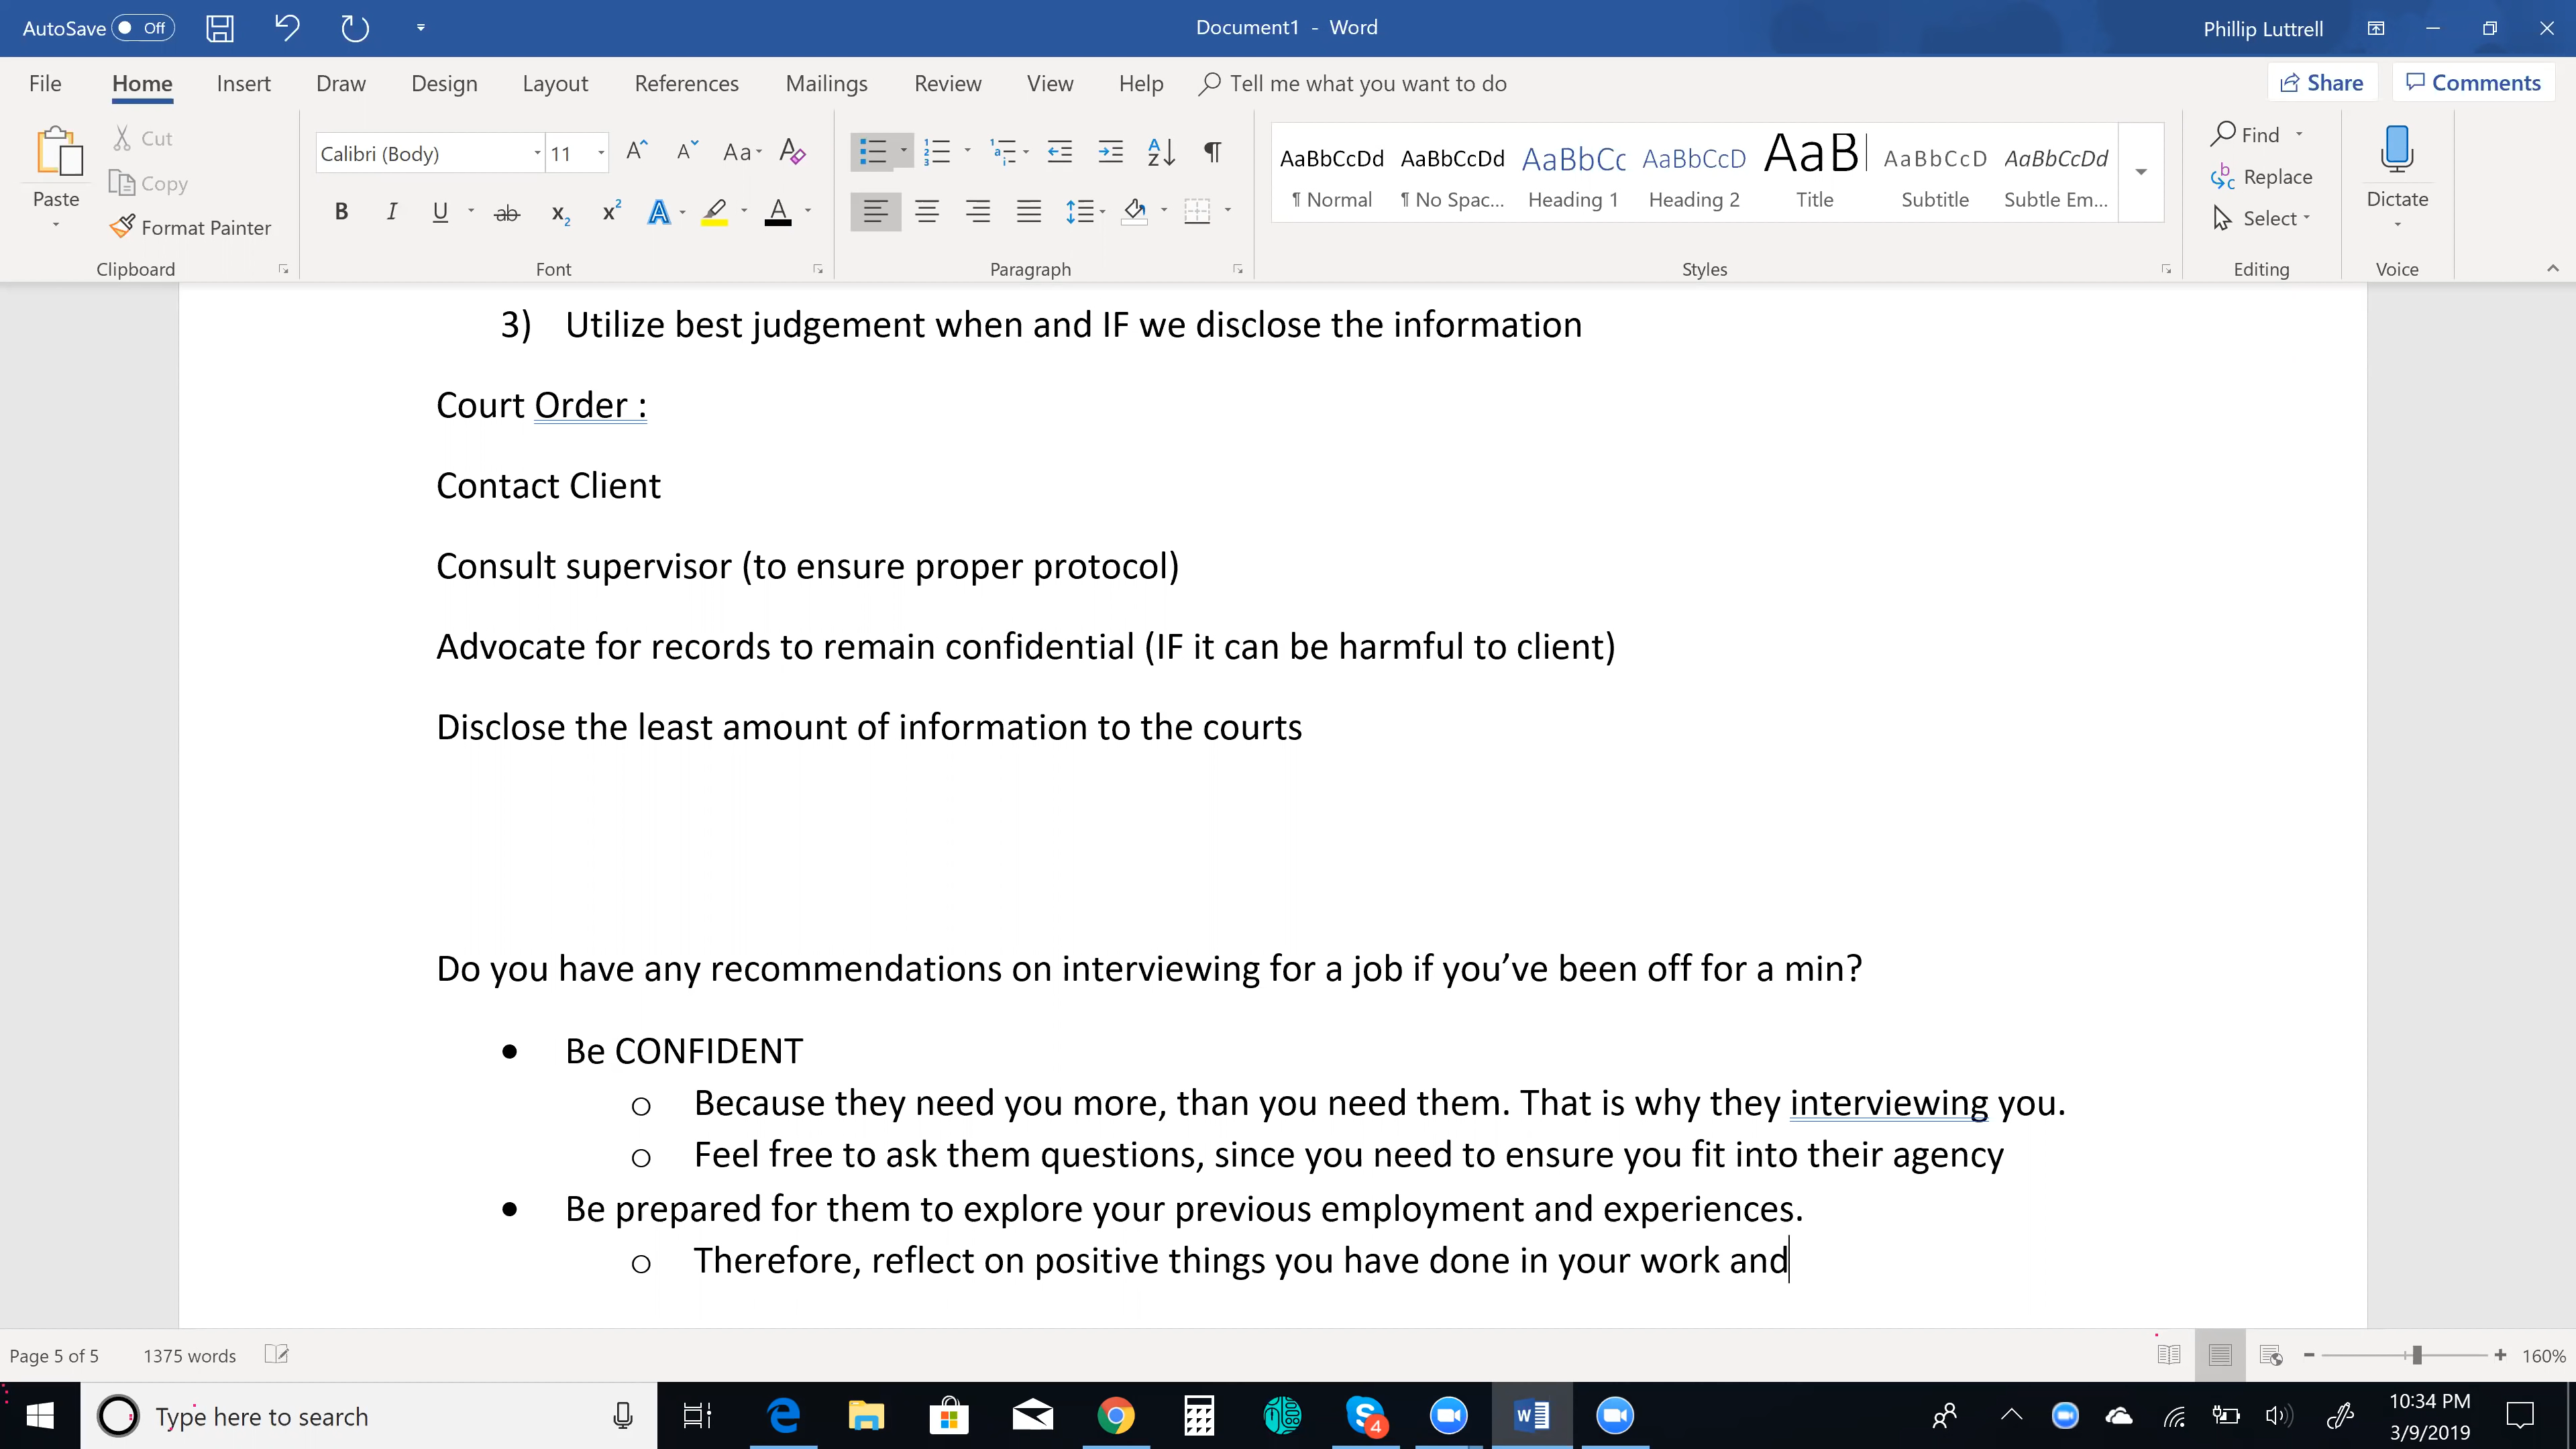 AutoSave Off
Document1 - Word
Phillip Luttrell
File Home Insert Draw Design Layout References Mailings Review View Help Tell me what you want to do
Share Comments
Paste
Cut
Copy
Format Painter
Clipboard
Calibri (Body) 11
Font
Paragraph
AaBbCcDd AaBbCcDd AaBbCc AaBbCcD AaB AaBbCcD AaBbCcDd
¶ Normal ¶ No Spac... Heading 1 Heading 2 Title Subtitle Subtle Em...
Styles
Find
Replace
Select
Editing
Dictate
Voice
3) Utilize best judgement when and IF we disclose the information
Court Order :
Contact Client
Consult supervisor (to ensure proper protocol)
Advocate for records to remain confidential (IF it can be harmful to client)
Disclose the least amount of information to the courts
Do you have any recommendations on interviewing for a job if you’ve been off for a min?
• Be CONFIDENT
o Because they need you more, than you need them. That is why they interviewing you.
o Feel free to ask them questions, since you need to ensure you fit into their agency
• Be prepared for them to explore your previous employment and experiences.
o Therefore, reflect on positive things you have done in your work and
Page 5 of 5 1375 words
160%
Type here to search
4
10:34 PM
3/9/2019